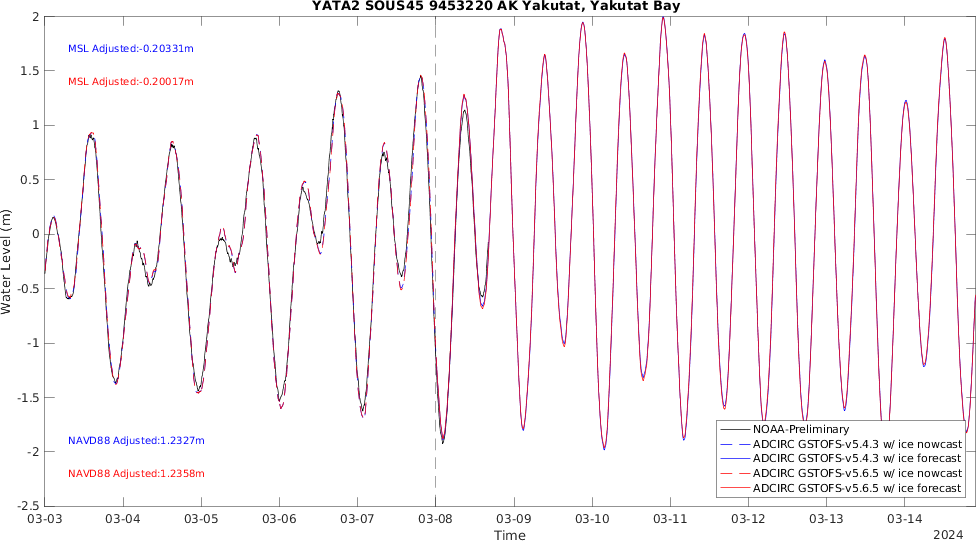 YATA2 SOUS45 9453220 AK Yakutat, Yakutat Bay
MSL Adjusted:-0.20331m
MSL Adjusted:-0.20017m
NAVD88 Adjusted:1.2327m
NAVD88 Adjusted:1.2358m
2
1.5
1
0.5
0
-0.5
-1
-1.5
-2
-2.5
Water Level (m)
NOAA-Preliminary
ADCIRC GSTOFS-v5.4.3 w/ ice nowcast
ADCIRC GSTOFS-v5.4.3 w/ ice forecast
ADCIRC GSTOFS-v5.6.5 w/ ice nowcast
ADCIRC GSTOFS-v5.6.5 w/ ice forecast
03-03 03-04 03-05 03-06 03-07 03-08 03-09 03-10 03-11 03-12 03-13 03-14
Time
2024